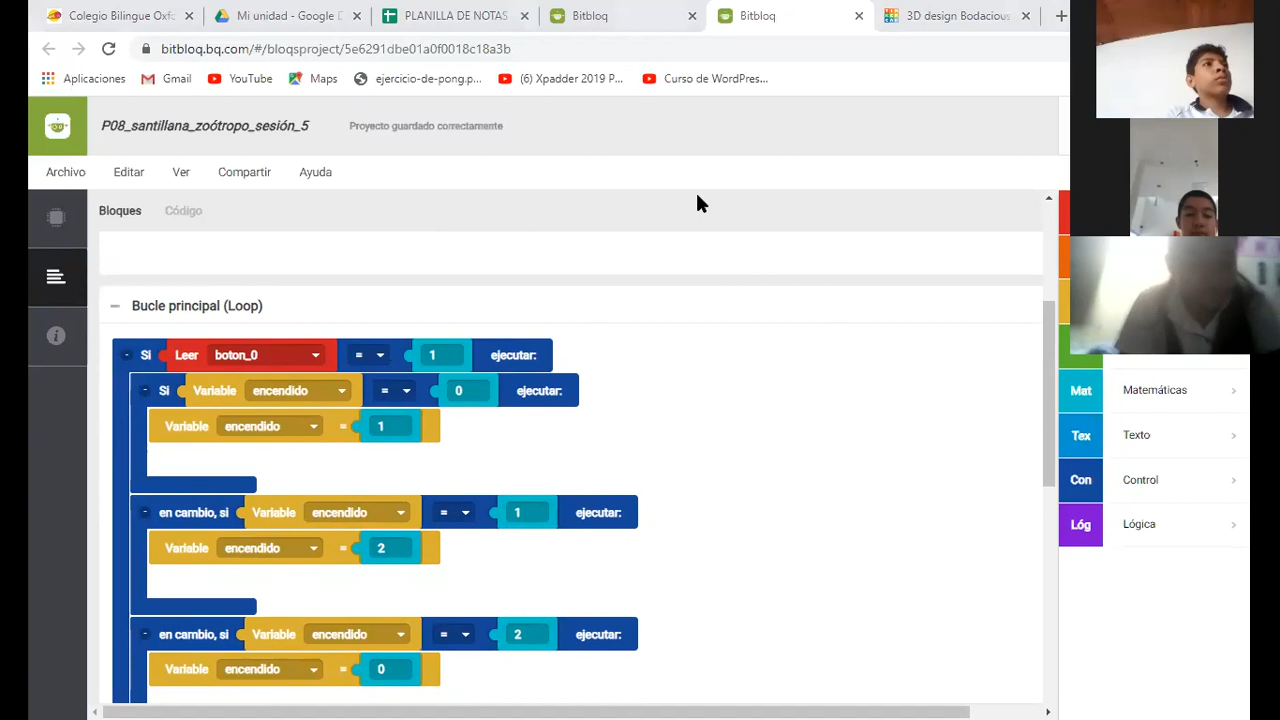 Colegio Bilingue Oxfo
Mi unidad - Google D
PLANILLA DE NOTAS
Bitbloq
Bitbloq
3D design Bodacious
bitbloq.bq.com/#/bloqsproject/5e6291dbe01a0f0018c18a3b
Aplicaciones
Gmail
YouTube
Maps
ejercicio-de-pong.p...
(6) Xpadder 2019 P...
Curso de WordPres...
P08_santillana_zoótropo_sesión_5
Proyecto guardado correctamente
Archivo
Editar
Ver
Compartir
Ayuda
Bloques
Código
Bucle principal (Loop)
Si Leer boton_0 = 1 ejecutar:
Si Variable encendido = 0 ejecutar:
Variable encendido = 1
en cambio, si Variable encendido = 1 ejecutar:
Variable encendido = 2
en cambio, si Variable encendido = 2 ejecutar:
Variable encendido = 0
Mat Matemáticas
Tex Texto
Con Control
Lóg Lógica